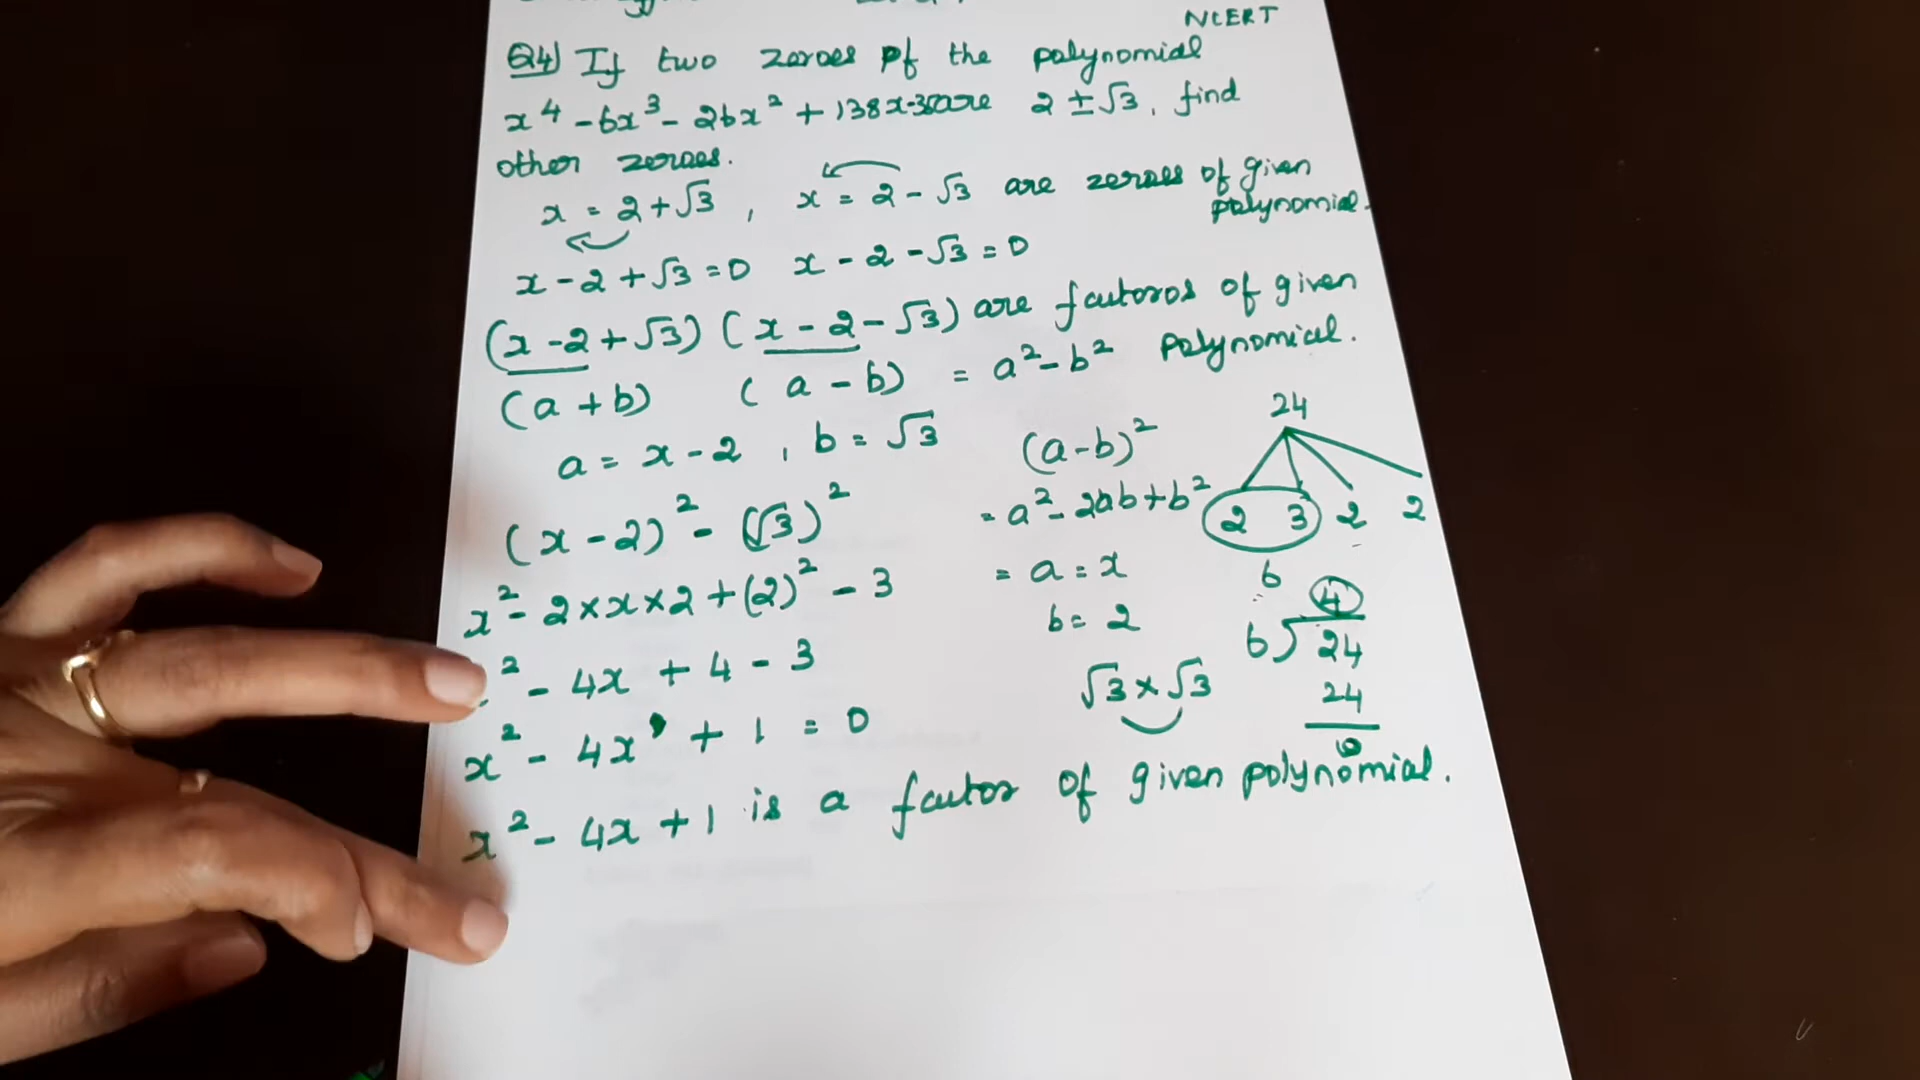 NCERT
Q4) If two zeroes of the polynomial
x⁴ - 6x³ - 26x² + 138x-35are 2 ± √3, find
other zeroes.
x = 2 + √3 , x = 2 - √3 are zeroes of given
polynomial.
x - 2 + √3 = 0 x - 2 - √3 = 0
(x - 2 + √3) (x - 2 - √3) are factors of given
polynomial.
(a + b) (a - b) = a² - b²
a = x - 2 , b = √3
(x - 2)² - (√3)²
x² - 2 × x × 2 + (2)² - 3
² - 4x + 4 - 3
x² - 4x + 1 = 0
x² - 4x + 1 is a factor of given polynomial.
(a-b)²
= a² - 2ab + b²
= a = x
b = 2
√3 × √3
24
2 3 2 2
6
4
6) 24
24
0